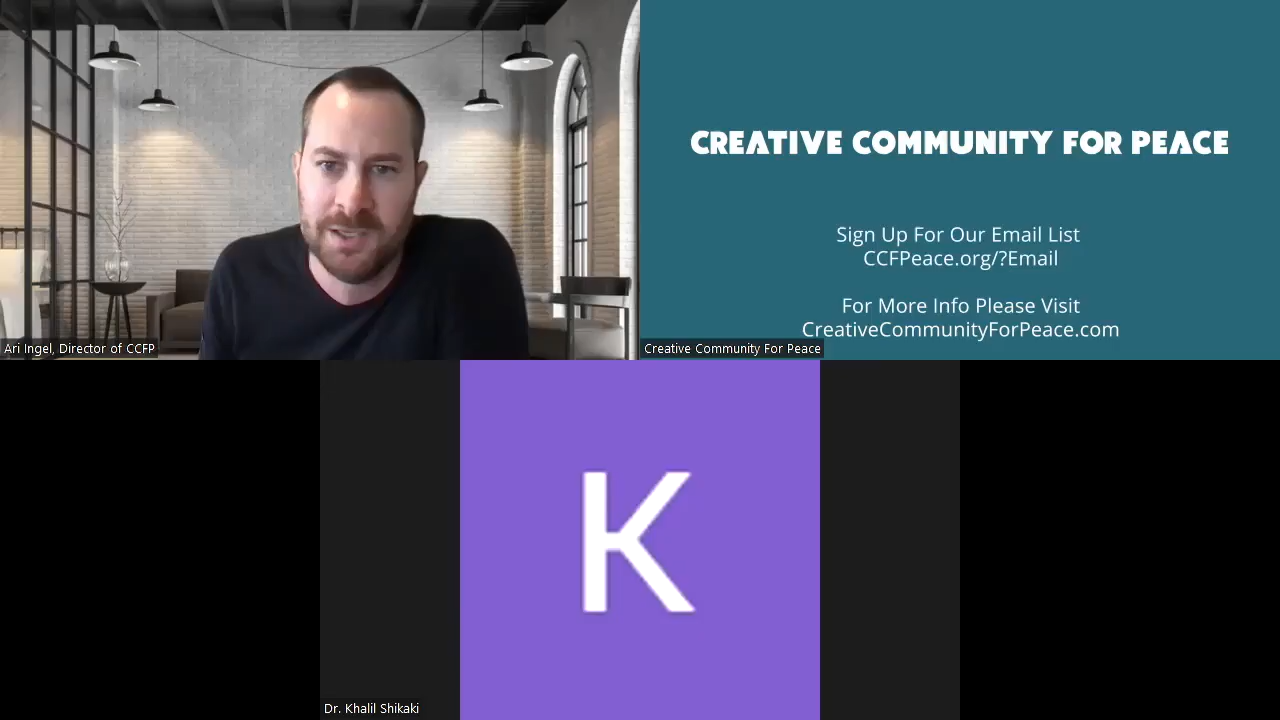 CREATIVE COMMUNITY FOR PEACE
Sign Up For Our Email List
CCFPeace.org/?Email
For More Info Please Visit
CreativeCommunityForPeace.com
Ari Ingel, Director of CCFP
Creative Community For Peace
K
Dr. Khalil Shikaki